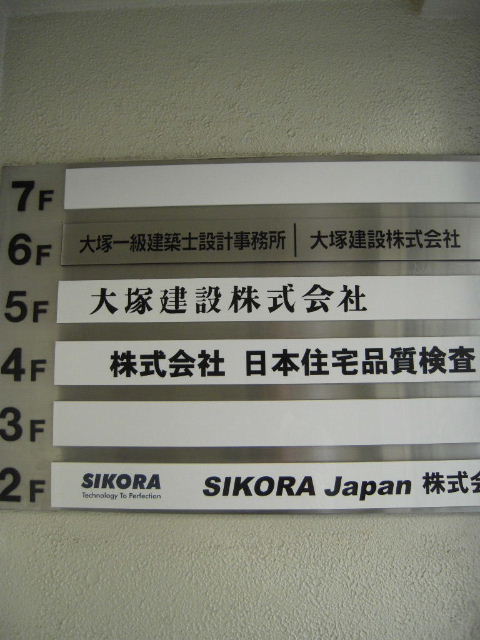 7F
6F 大塚一級建築士設計事務所 | 大塚建設株式会社
5F 大塚建設株式会社
4F 株式会社 日本住宅品質検査
3F
2F SIKORA Technology To Perfection SIKORA Japan 株式会